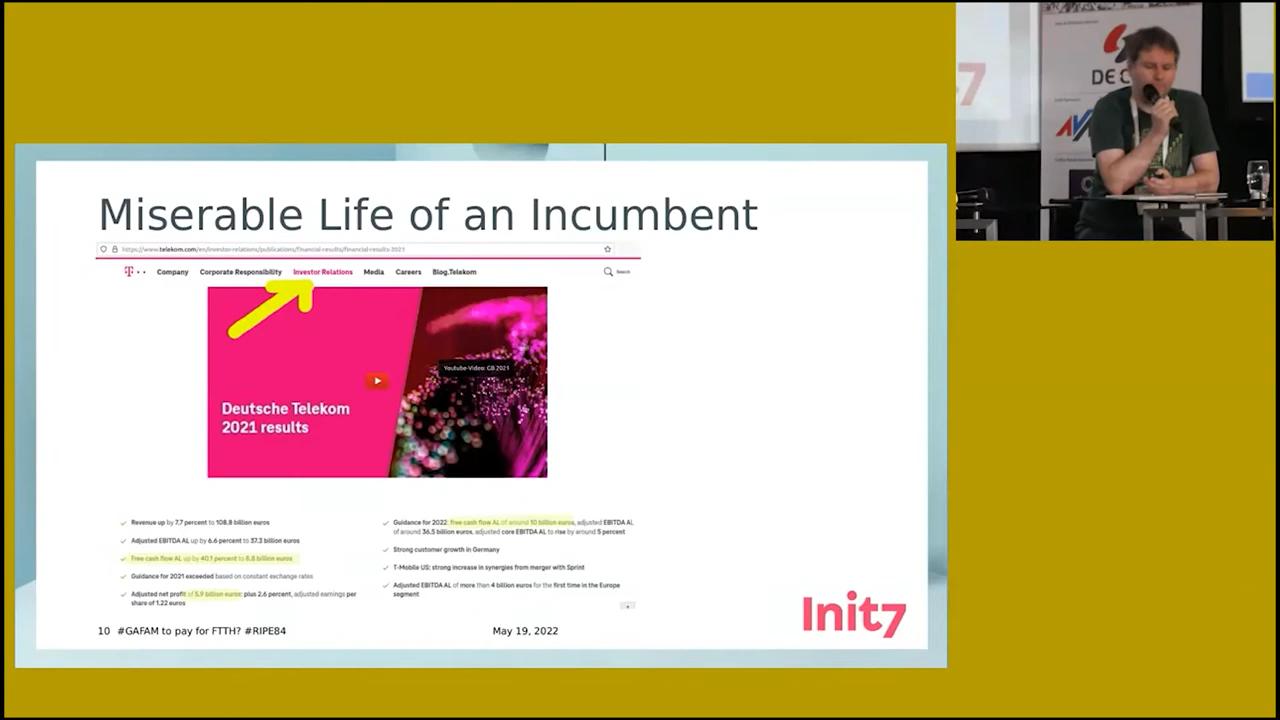 Miserable Life of an Incumbent
https://www.telekom.com/en/investor-relations/publications/financial-results/financial-results-2021
Company Corporate Responsibility Investor Relations Media Careers Blog.Telekom Search
Youtube-Video: GB 2021
Deutsche Telekom
2021 results
Revenue up by 7.7 percent to 108.8 billion euros
Adjusted EBITDA AL up by 6.6 percent to 37.3 billion euros
Free cash flow AL up by 40.1 percent to 8.8 billion euros
Guidance for 2021 exceeded based on constant exchange rates
Adjusted net profit of 5.9 billion euros: plus 2.6 percent, adjusted earnings per
share of 1.22 euros
Guidance for 2022: free cash flow AL of around 10 billion euros, adjusted EBITDA AL
of around 36.5 billion euros, adjusted core EBITDA AL to rise by around 5 percent
Strong customer growth in Germany
T-Mobile US: strong increase in synergies from merger with Sprint
Adjusted EBITDA AL of more than 4 billion euros for the first time in the Europe
segment
10 #GAFAM to pay for FTTH? #RIPE84 May 19, 2022
Init7
7
DE C